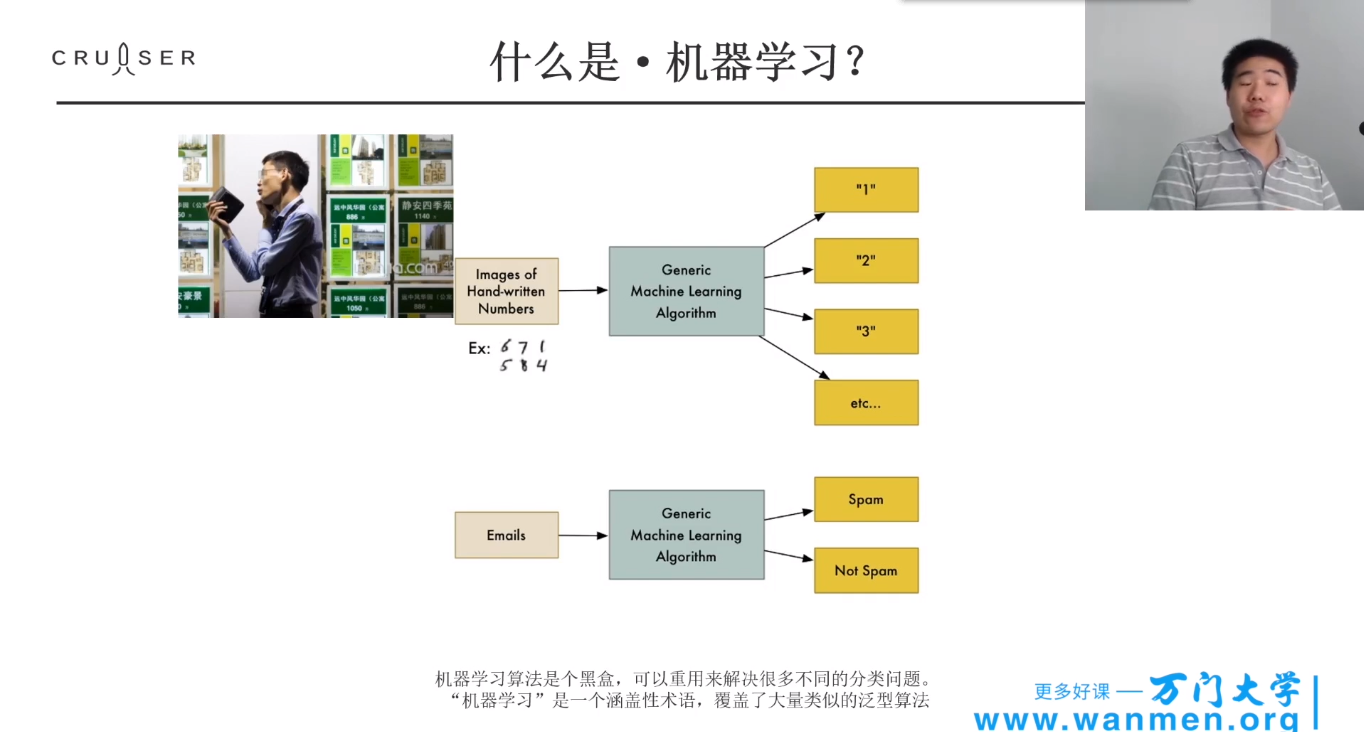 CRUISER
什么是·机器学习？
远中风华园（公寓
886
静安四季苑
1140
安豪景
远中风华园（公寓
1050
Images of
Hand-written
Numbers
Ex: 6 7 1
5 8 4
Generic
Machine Learning
Algorithm
"1"
"2"
"3"
etc...
Emails
Generic
Machine Learning
Algorithm
Spam
Not Spam
机器学习算法是个黑盒，可以重用来解决很多不同的分类问题。
“机器学习”是一个涵盖性术语，覆盖了大量类似的泛型算法
更多好课 — 万门大学
www.wanmen.org